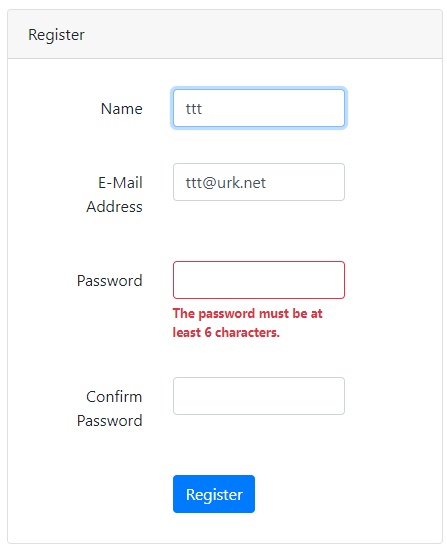 Register
Name
ttt
E-Mail
Address
ttt@urk.net
Password
The password must be at
least 6 characters.
Confirm
Password
Register